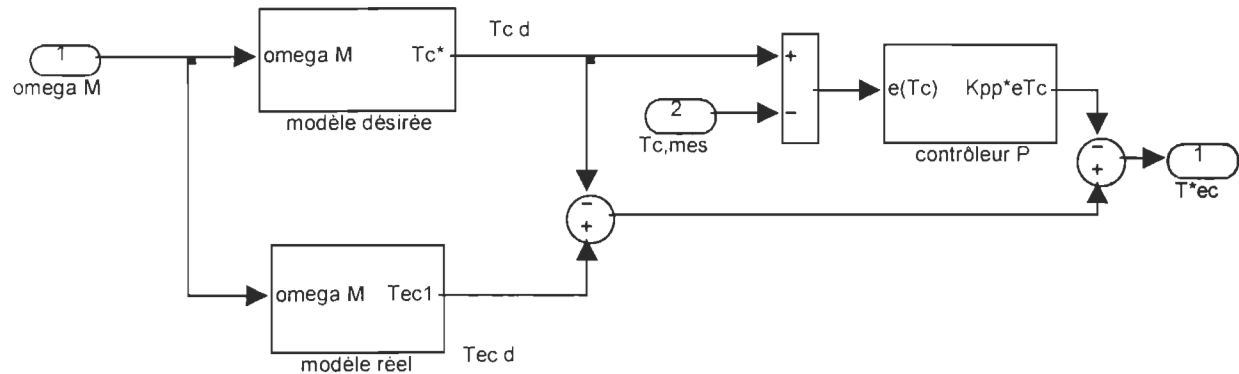 Tc d
1
omega M
omega M Tc*
modèle désirée
+
-
2
Tc,mes
e(Tc) Kpp*eTc
contrôleur P
-
+
1
T*ec
-
+
omega M Tec1
modèle réel
Tec d